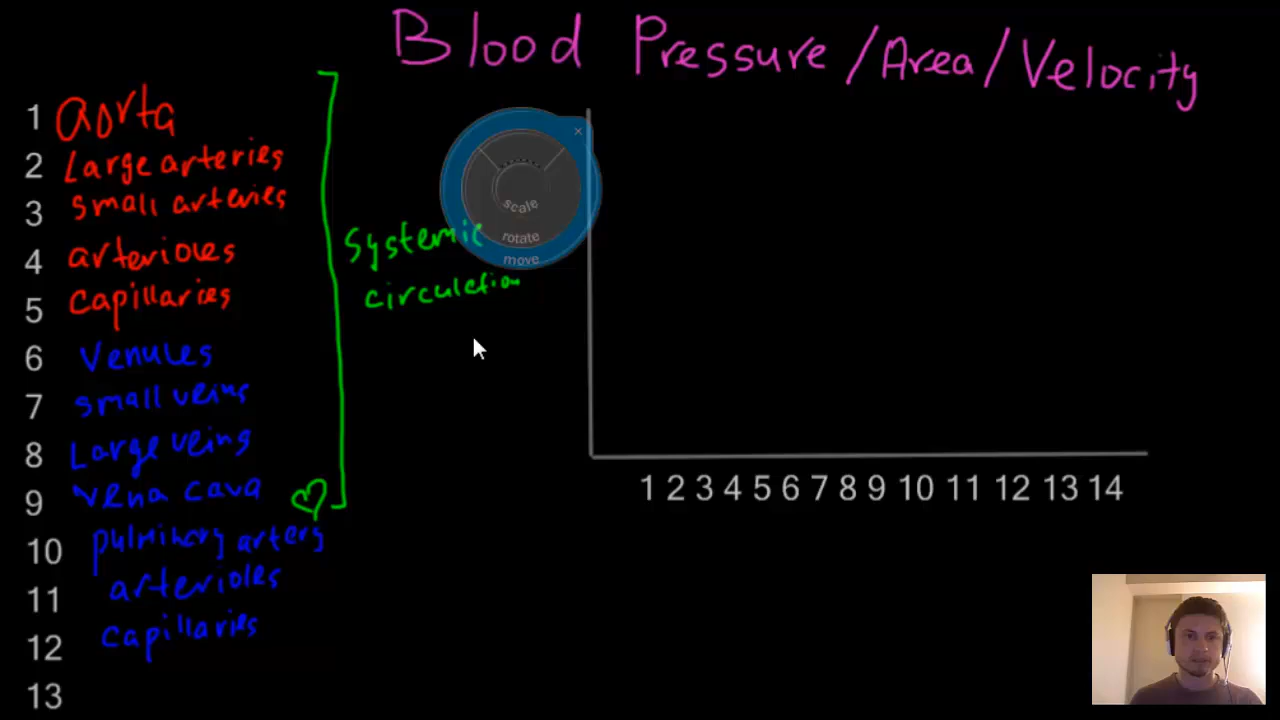 Blood Pressure/Area/Velocity
1 aorta
2 Large arteries
3 small arteries
4 arterioles
5 capillaries
6 Venules
7 small veins
8 Large veins
9 vena cava
10 pulminary artery
11 arterioles
12 capillaries
13
Systemic
circulation
scale
rotate
move
1 2 3 4 5 6 7 8 9 10 11 12 13 14